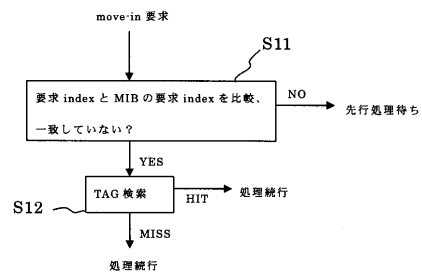 move-in 要求
S11
要求 index と MIB の要求 index を比較、
一致していない?
NO
先行処理待ち
YES
S12
TAG 検索
HIT
処理続行
MISS
処理続行